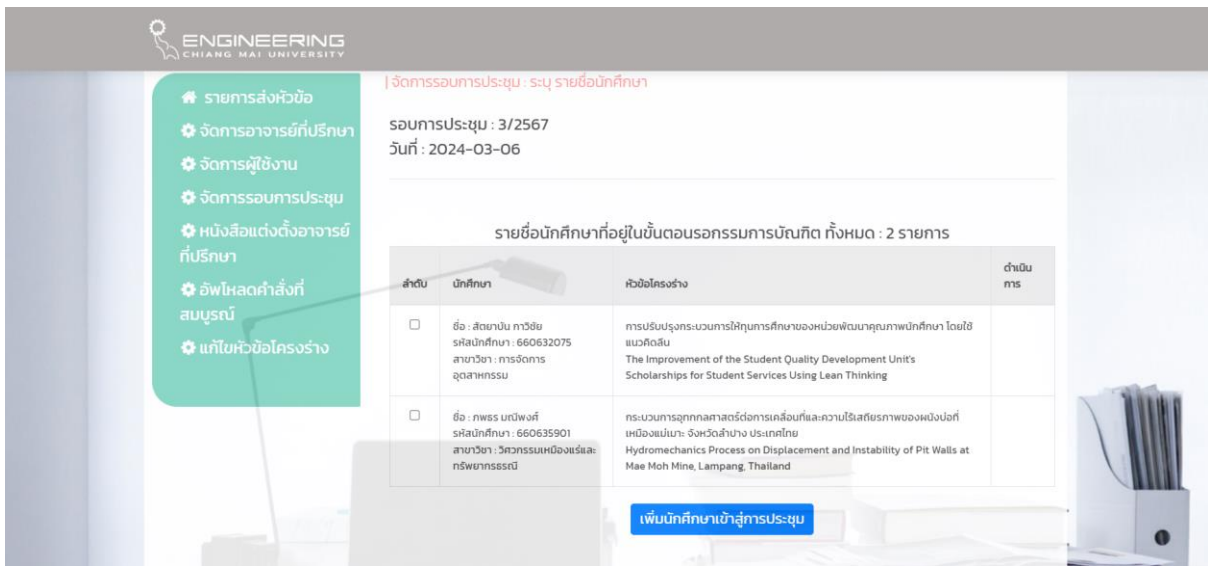 ENGINEERING
CHIANG MAI UNIVERSITY
รายการส่งหัวข้อ
จัดการอาจารย์ที่ปรึกษา
จัดการผู้ใช้งาน
จัดการรอบการประชุม
หนังสือแต่งตั้งอาจารย์
ที่ปรึกษา
อัพโหลดคำสั่งที่
สมบูรณ์
แก้ไขหัวข้อโครงร่าง
| จัดการรอบการประชุม : ระบุ รายชื่อนักศึกษา
รอบการประชุม : 3/2567
วันที่ : 2024-03-06
รายชื่อนักศึกษาที่อยู่ในขั้นตอนรอกรรมการบัณฑิต ทั้งหมด : 2 รายการ
ลำดับ นักศึกษา หัวข้อโครงร่าง ดำเนิน
การ
ชื่อ : สัตยาบัน กาวิชัย
รหัสนักศึกษา : 660632075
สาขาวิชา : การจัดการ
อุตสาหกรรม
การปรับปรุงกระบวนการให้ทุนการศึกษาของหน่วยพัฒนาคุณภาพนักศึกษา โดยใช้
แนวคิดลีน
The Improvement of the Student Quality Development Unit's
Scholarships for Student Services Using Lean Thinking
ชื่อ : ภพธร มณีพงศ์
รหัสนักศึกษา : 660635901
สาขาวิชา : วิศวกรรมเหมืองแร่และ
ทรัพยากรธรณี
กระบวนการอุทกกลศาสตร์ต่อการเคลื่อนที่และความไร้เสถียรภาพของผนังบ่อที่
เหมืองแม่เมาะ จังหวัดลำปาง ประเทศไทย
Hydromechanics Process on Displacement and Instability of Pit Walls at
Mae Moh Mine, Lampang, Thailand
เพิ่มนักศึกษาเข้าสู่การประชุม